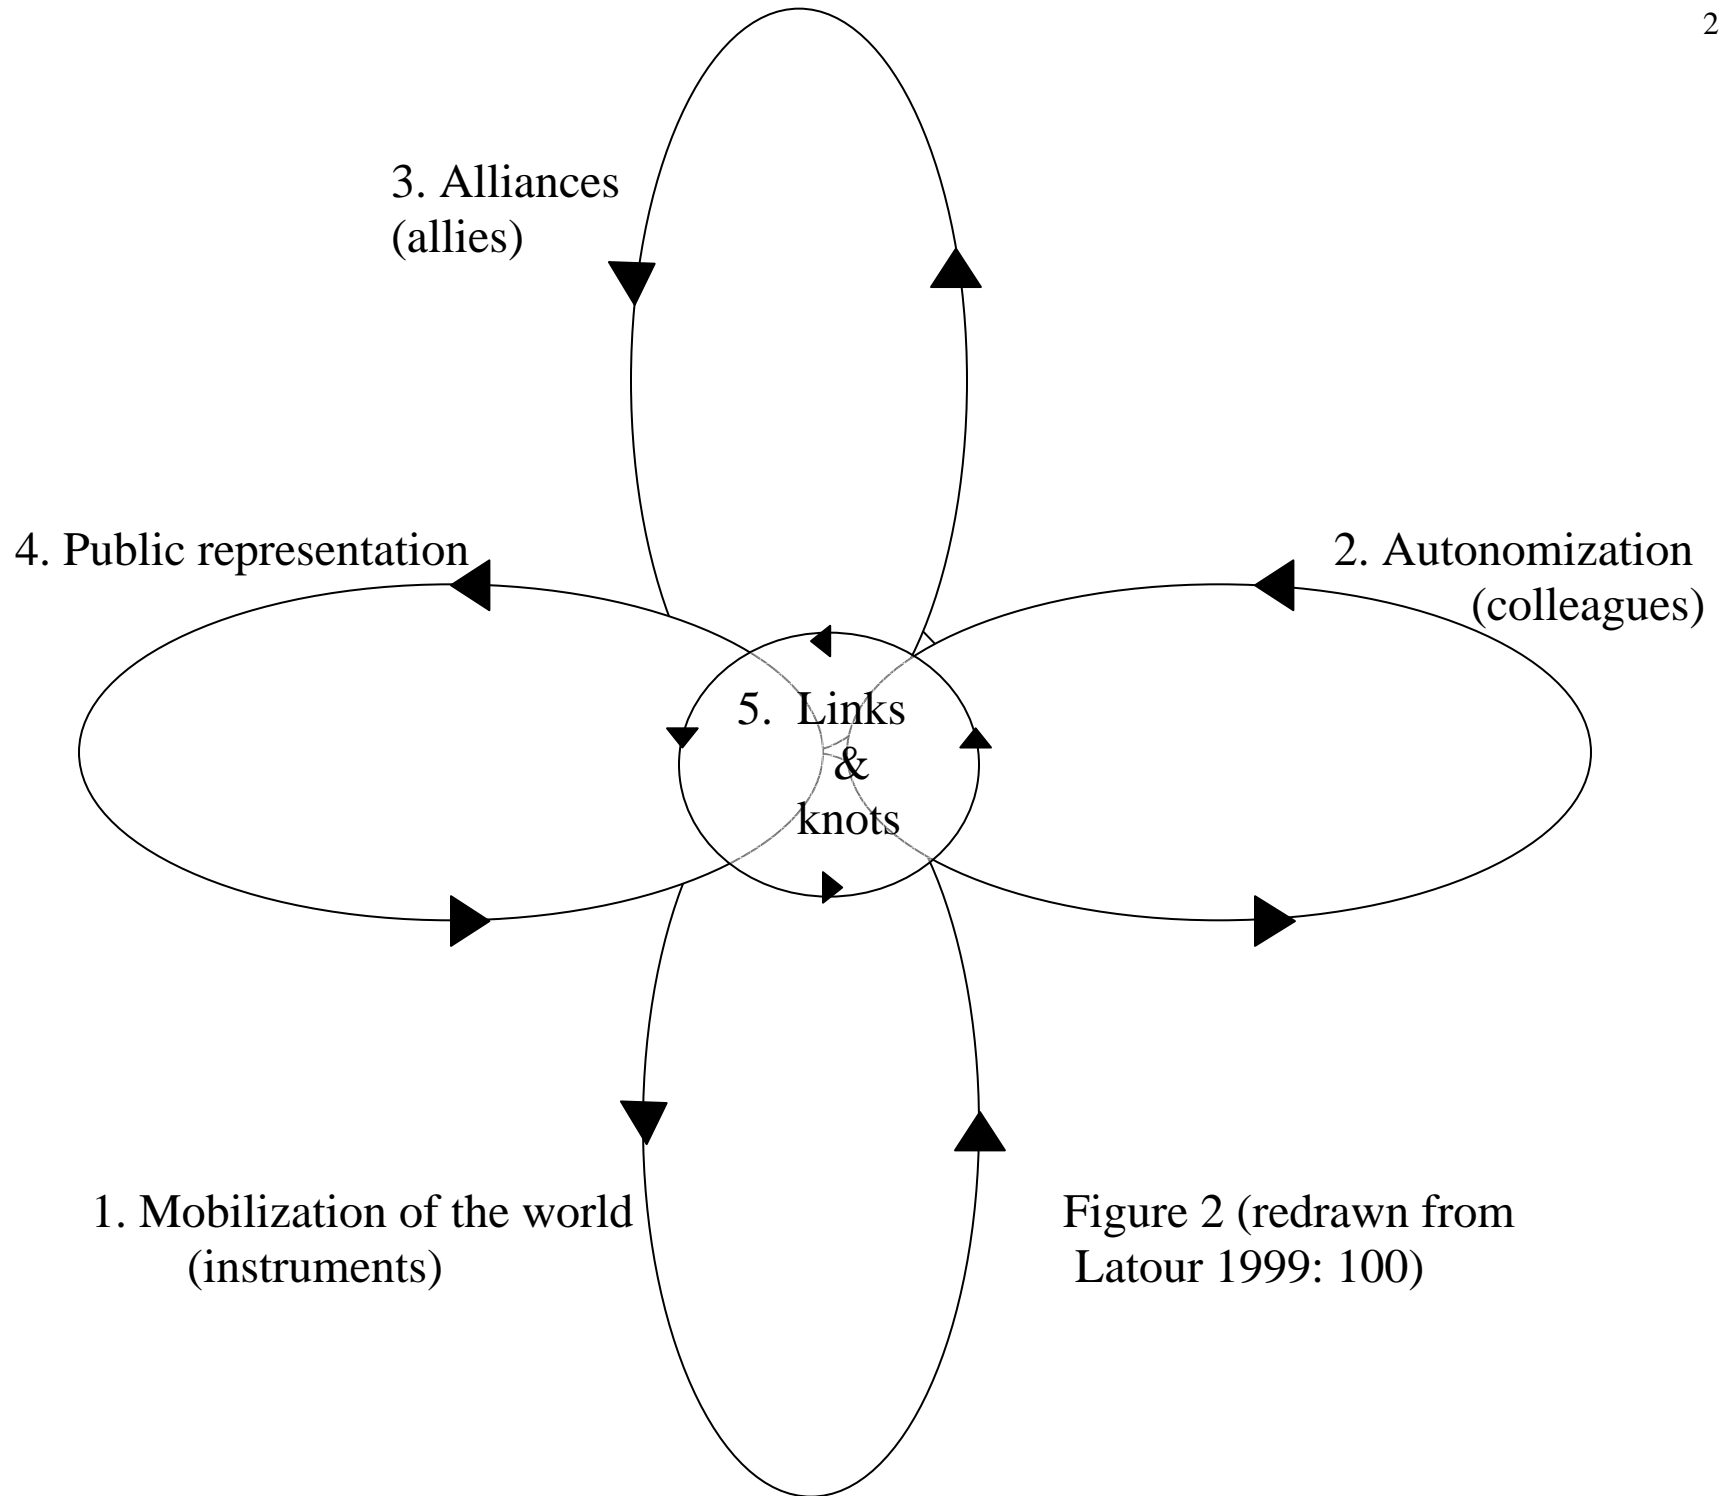 2
3. Alliances
(allies)
4. Public representation
2. Autonomization
(colleagues)
5. Links
&
knots
1. Mobilization of the world
(instruments)
Figure 2 (redrawn from
Latour 1999: 100)